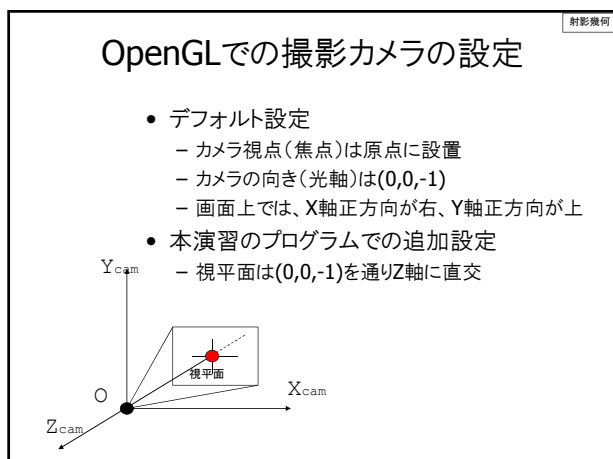 射影幾何
OpenGLでの撮影カメラの設定
• デフォルト設定
– カメラ視点(焦点)は原点に設置
– カメラの向き(光軸)は(0,0,-1)
– 画面上では、X軸正方向が右、Y軸正方向が上
• 本演習のプログラムでの追加設定
– 視平面は(0,0,-1)を通りZ軸に直交
Ycam
視平面
O
Xcam
Zcam